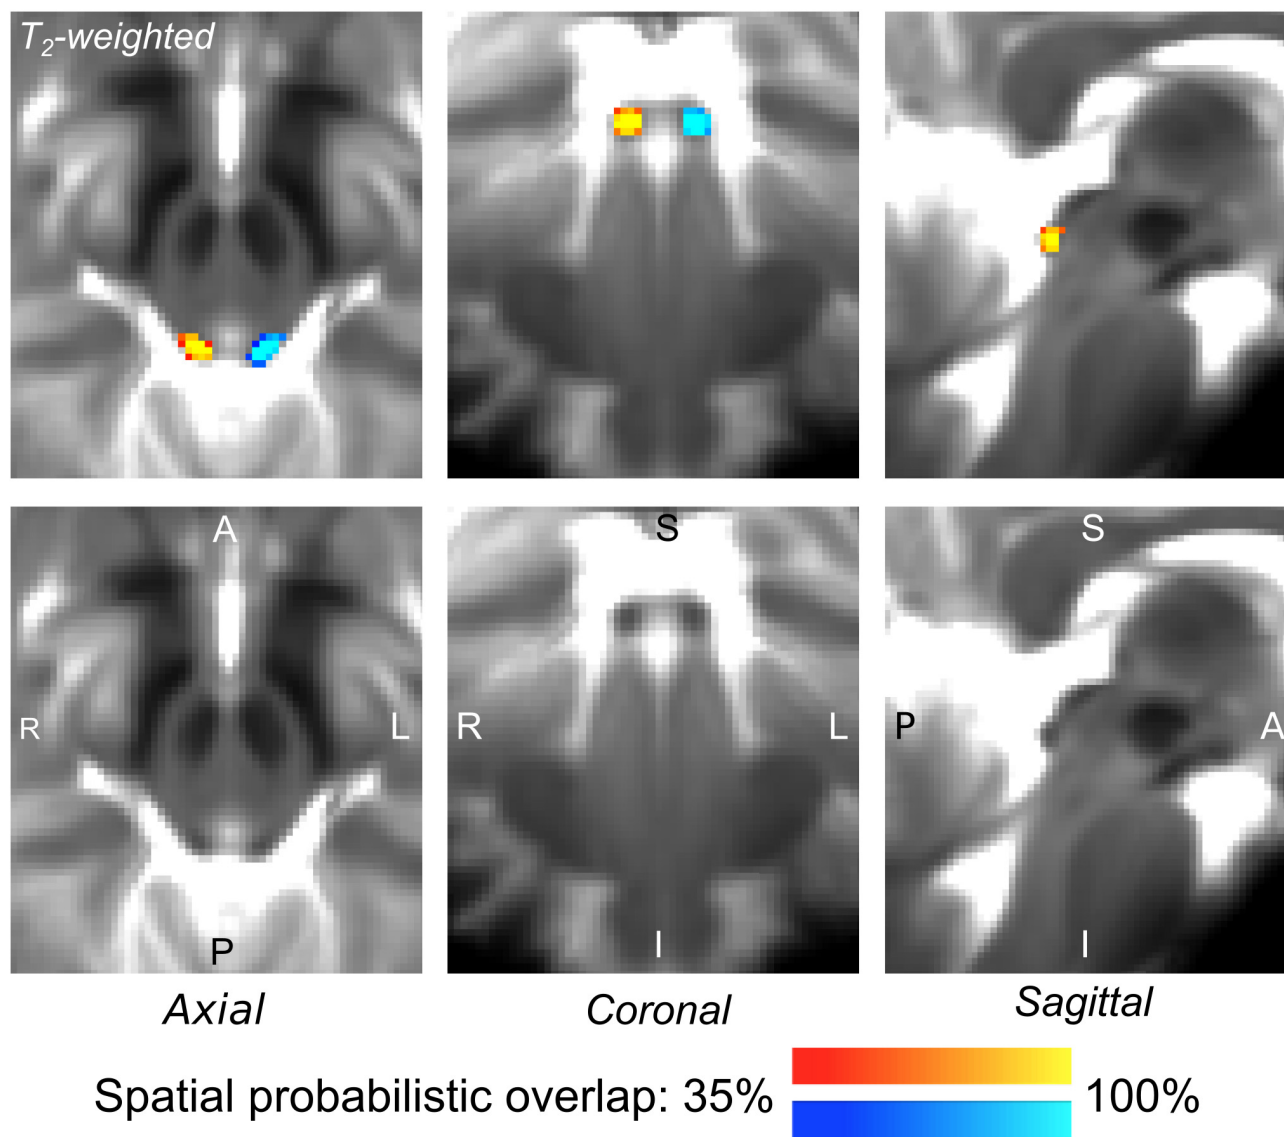 T2-weighted
A
S
S
R
L
R
L
P
A
P
I
I
Axial
Coronal
Sagittal
Spatial probabilistic overlap: 35%
100%